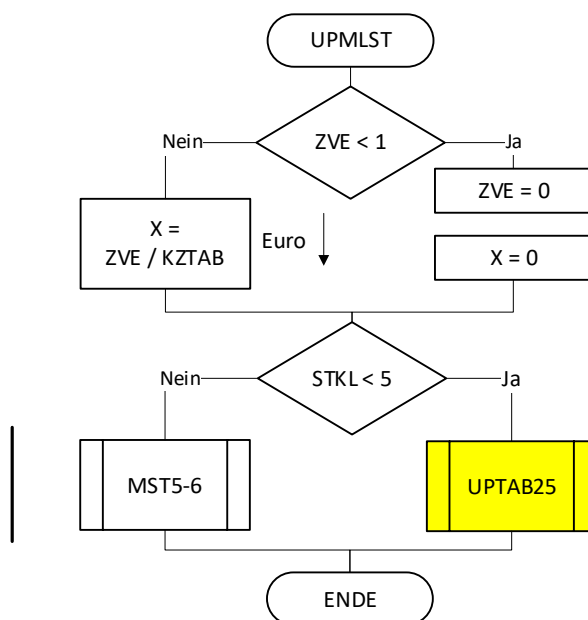 UPMLST
Nein
ZVE < 1
Ja
ZVE = 0
X =
ZVE / KZTAB
Euro
X = 0
Nein
STKL < 5
Ja
MST5-6
UPTAB25
ENDE